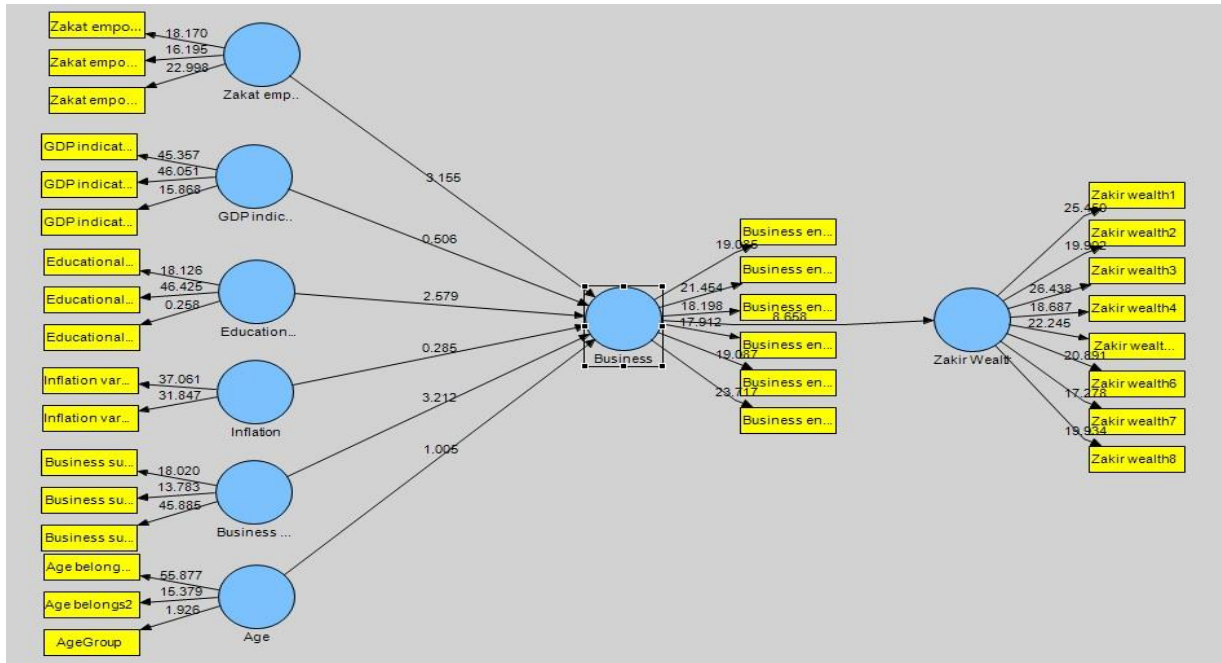 Zakat empo...
Zakat empo...
Zakat empo...
18.170
16.195
22.998
Zakat emp..
3.155
GDP indicat...
GDP indicat...
GDP indicat...
45.357
46.051
15.868
GDP indic..
0.506
Educational...
Educational...
Educational...
18.126
46.425
0.258
Education...
2.579
Inflation var...
Inflation var...
37.061
31.847
Inflation
0.285
Business su...
Business su...
Business su...
18.020
13.783
45.885
Business ...
3.212
Age belong...
Age belongs2
AgeGroup
55.877
15.379
1.926
Age
1.005
Business
19.085
21.454
18.198
17.912
19.087
23.717
Business en...
Business en...
Business en...
Business en...
Business en...
Business en...
8.658
Zakir Wealth
25.450
19.992
26.438
18.687
22.245
20.891
17.278
19.934
Zakir wealth1
Zakir wealth2
Zakir wealth3
Zakir wealth4
Zakir wealt...
Zakir wealth6
Zakir wealth7
Zakir wealth8